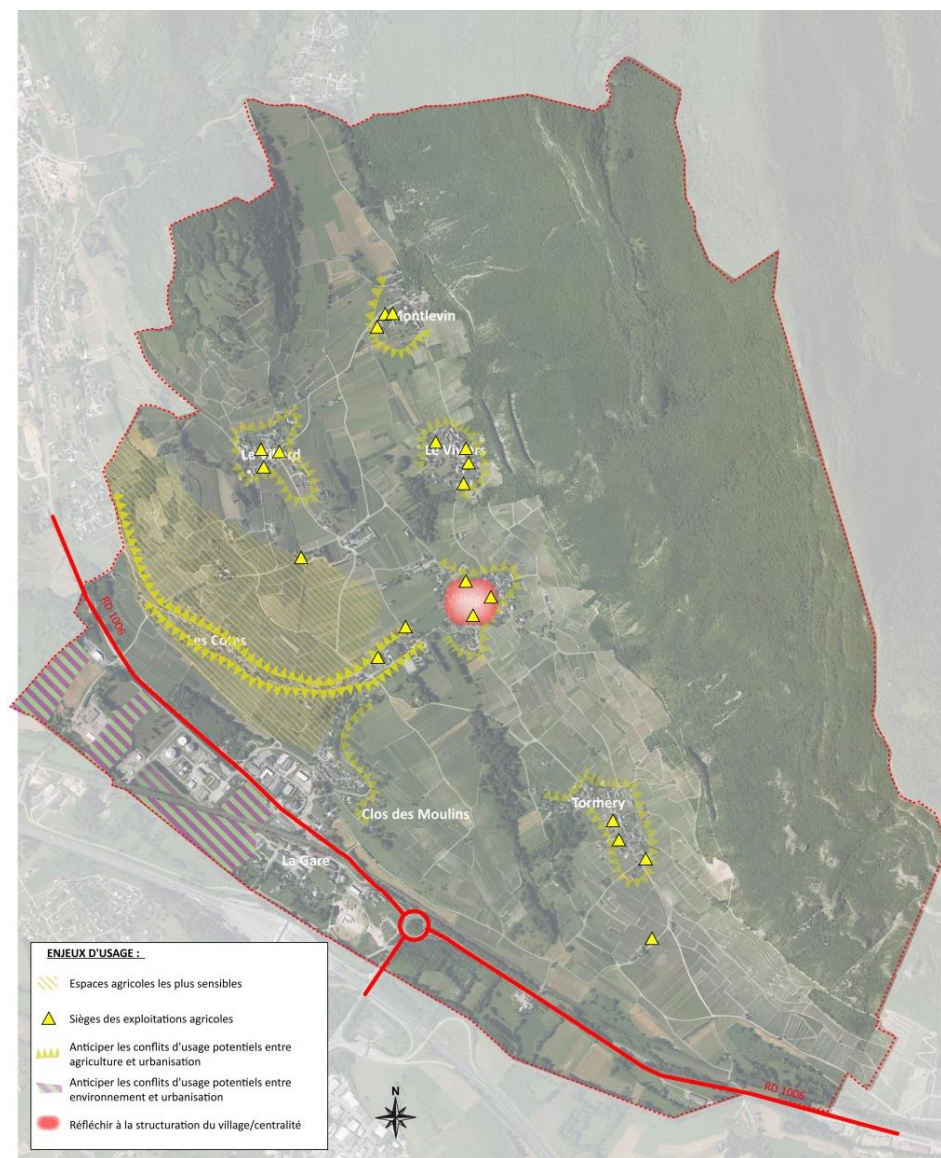 Montlevin
Le Viviers
Les Cotes
RD 1006
Clos des Moulins
Tormery
La Gare
RD 1006
N
ENJEUX D'USAGE :
Espaces agricoles les plus sensibles
Sièges des exploitations agricoles
Anticiper les conflits d'usage potentiels entre
agriculture et urbanisation
Anticiper les conflits d'usage potentiels entre
environnement et urbanisation
Réfléchir à la structuration du village/centralité